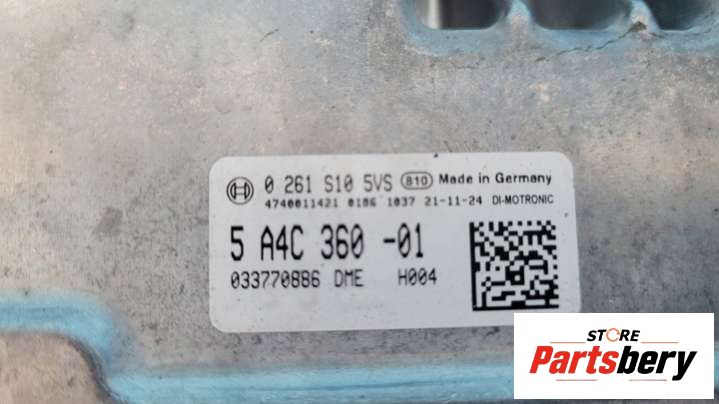 0 261 S10 5VS 810 Made in Germany
4740011421 0186 1037 21-11-24 DI-MOTRONIC
5 A4C 360 -01
033770886 DME H004
STORE
Partsbery